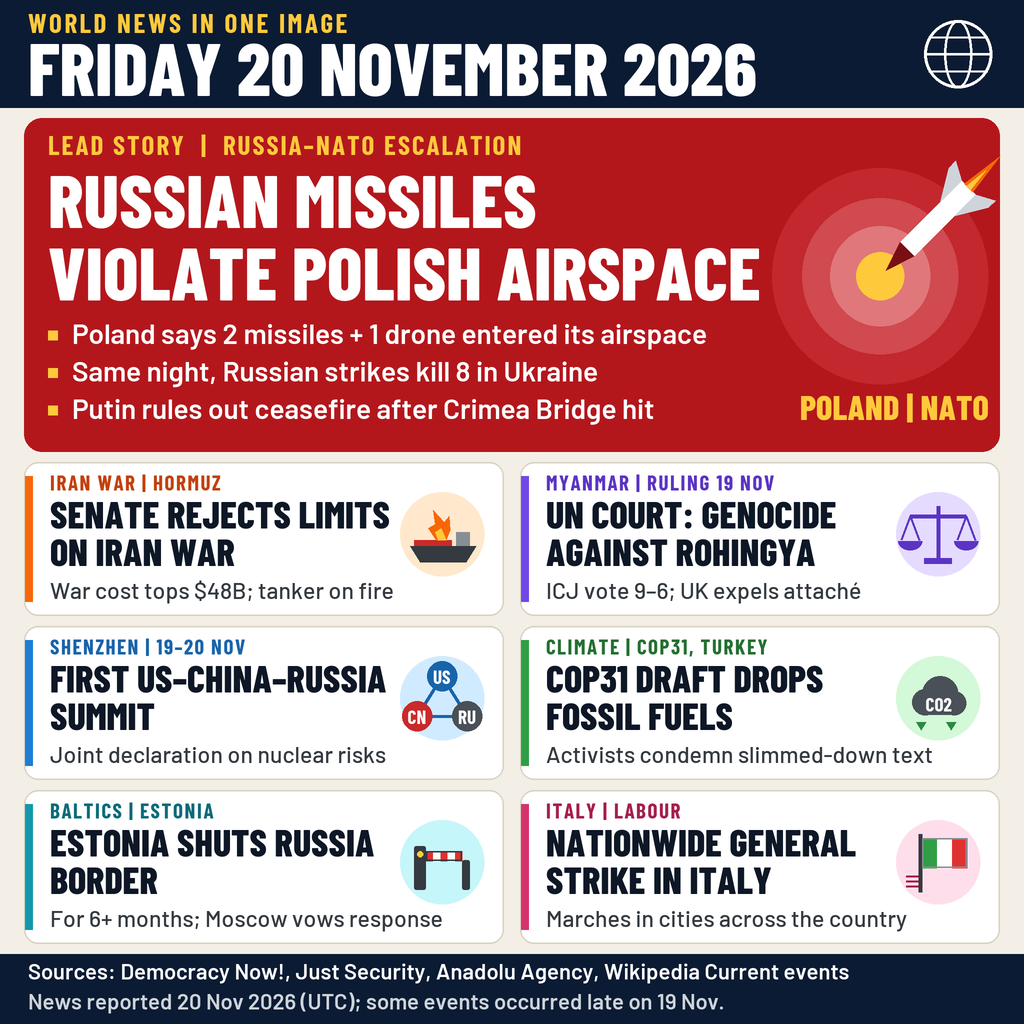 WORLD NEWS IN ONE IMAGE
FRIDAY 20 NOVEMBER 2026
LEAD STORY | RUSSIA–NATO ESCALATION
RUSSIAN MISSILES
VIOLATE POLISH AIRSPACE
Poland says 2 missiles + 1 drone entered its airspace
Same night, Russian strikes kill 8 in Ukraine
Putin rules out ceasefire after Crimea Bridge hit
POLAND | NATO
IRAN WAR | HORMUZ
SENATE REJECTS LIMITS
ON IRAN WAR
War cost tops $48B; tanker on fire
MYANMAR | RULING 19 NOV
UN COURT: GENOCIDE
AGAINST ROHINGYA
ICJ vote 9–6; UK expels attaché
SHENZHEN | 19–20 NOV
FIRST US–CHINA–RUSSIA
SUMMIT
Joint declaration on nuclear risks
US
CN
RU
CLIMATE | COP31, TURKEY
COP31 DRAFT DROPS
FOSSIL FUELS
Activists condemn slimmed-down text
CO2
BALTICS | ESTONIA
ESTONIA SHUTS RUSSIA
BORDER
For 6+ months; Moscow vows response
ITALY | LABOUR
NATIONWIDE GENERAL
STRIKE IN ITALY
Marches in cities across the country
Sources: Democracy Now!, Just Security, Anadolu Agency, Wikipedia Current events
News reported 20 Nov 2026 (UTC); some events occurred late on 19 Nov.